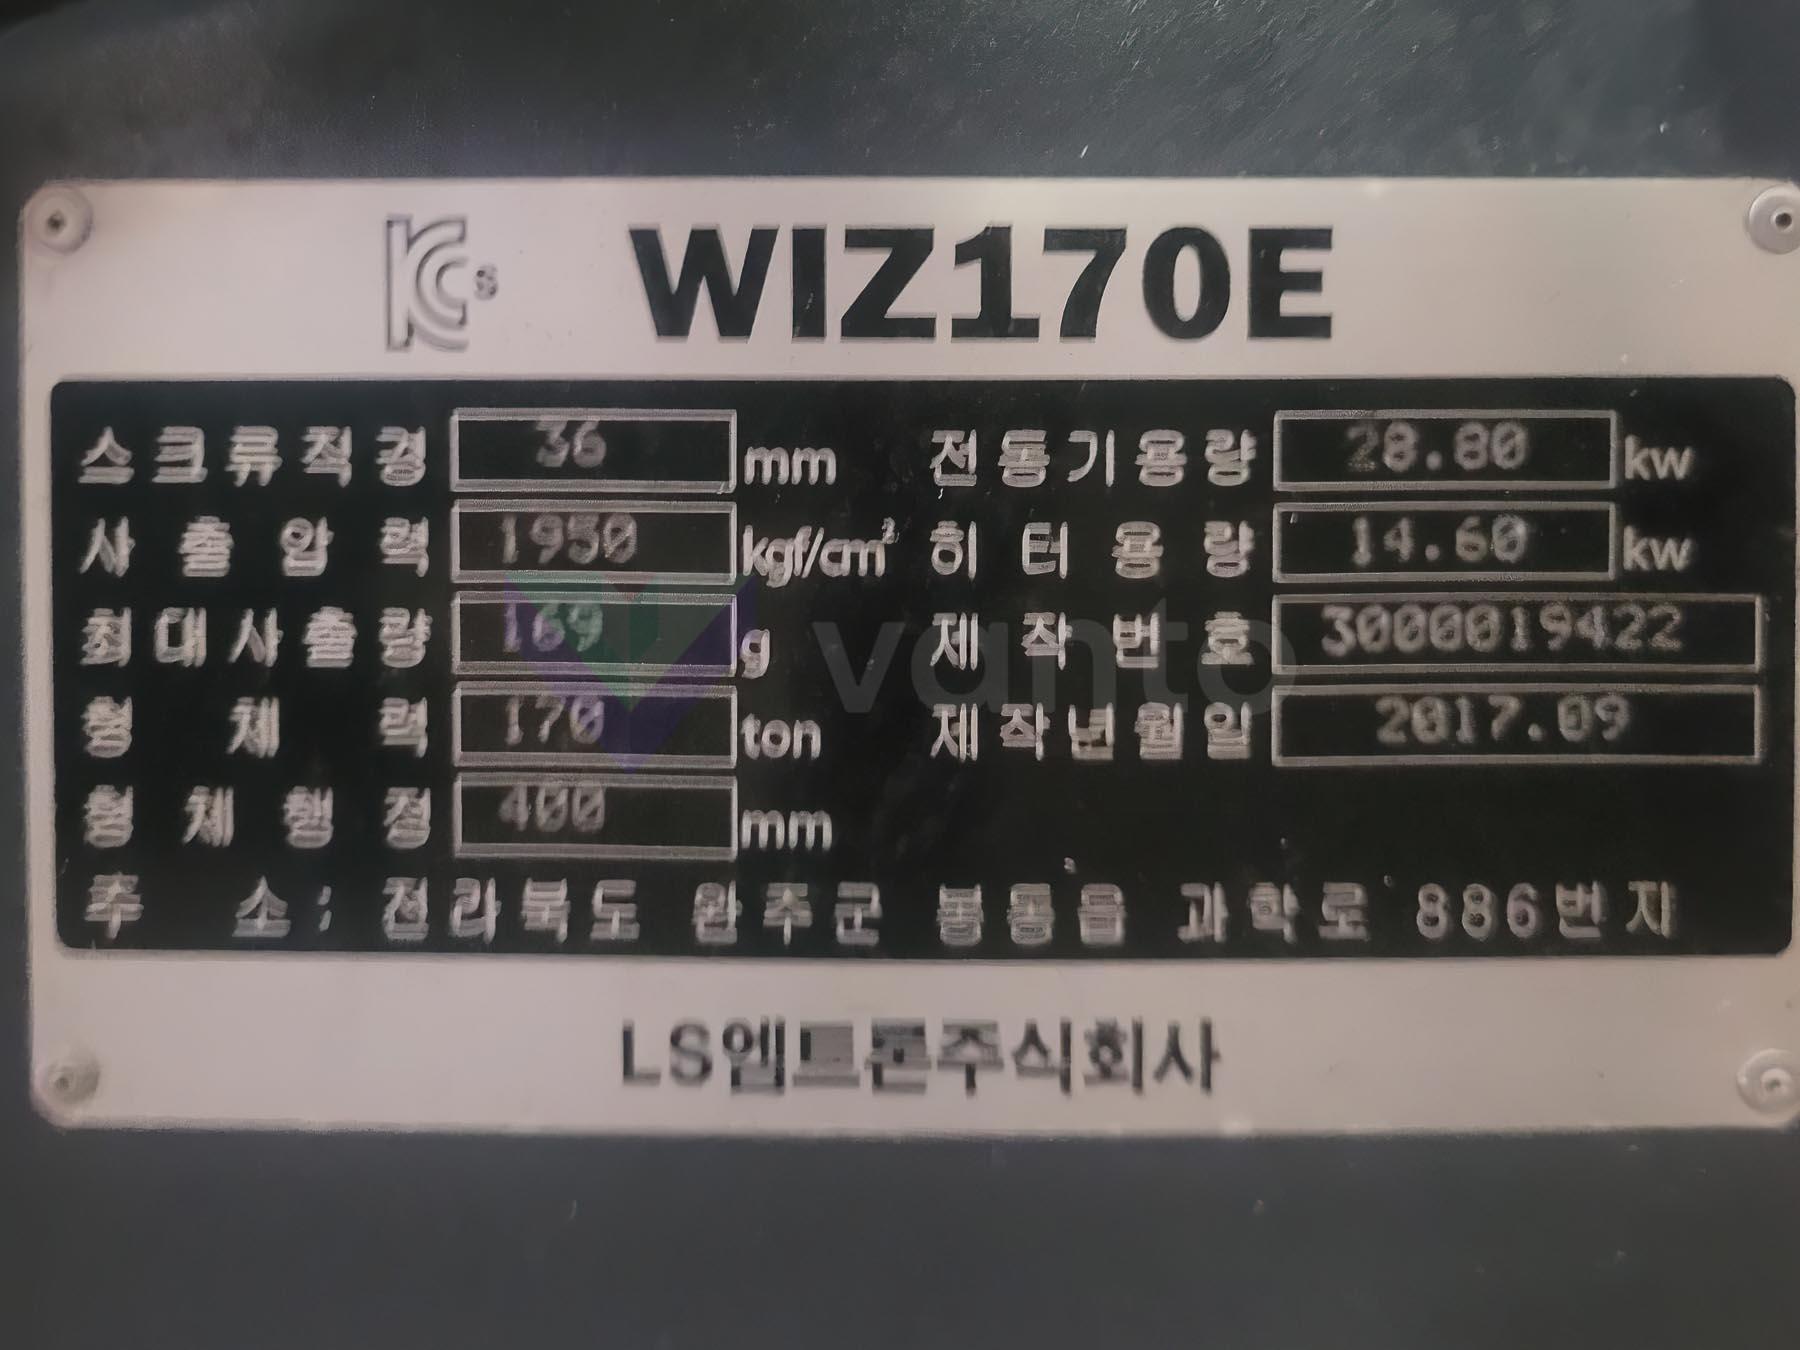 KCs WIZ170E
스크류직경 36 mm 전동기용량 28.80 kw
사출압력 1950 kgf/cm² 히터용량 14.60 kw
최대사출량 169 g 제작번호 3000019422
형체력 170 ton 제작년월일 2017.09
형체행정 400 mm
주소: 전라북도 완주군 봉동읍 과학로 886번지
LS엠트론주식회사
vanto